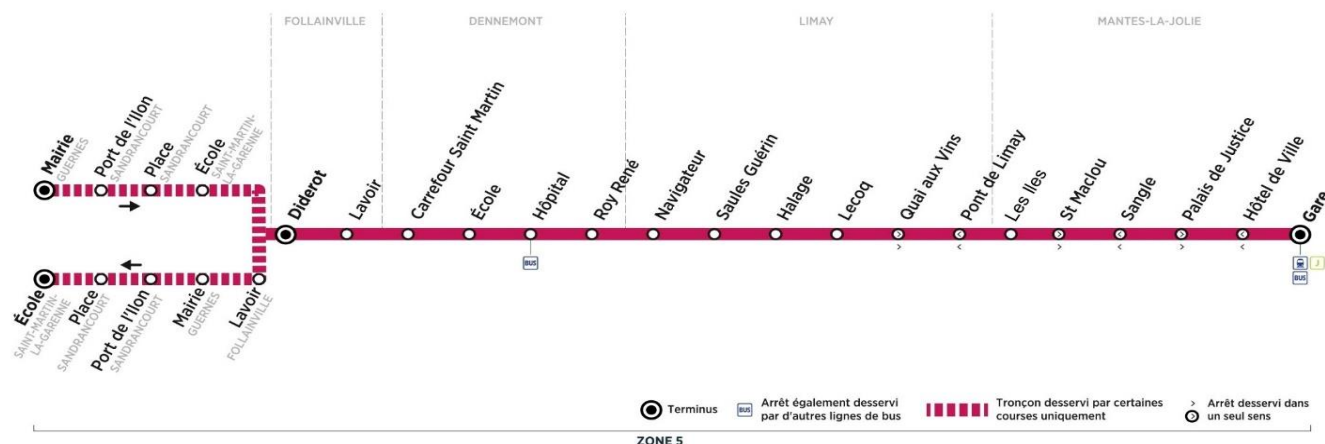 FOLLAINVILLE
DENNEMONT
LIMAY
MANTES-LA-JOLIE
Mairie
GUERNES
Port de l'Ilon
SANDRANCOURT
Place
SANDRANCOURT
École
SAINT-MARTIN-
LA-GARENNE
Diderot
Lavoir
Carrefour Saint Martin
École
Hôpital
Roy René
Navigateur
Saules Guérin
Halage
Lecoq
Quai aux Vins
Pont de Limay
Les Iles
St Maclou
Sangle
Palais de Justice
Hôtel de Ville
Gare
BUS
J
BUS
École
SAINT-MARTIN-
LA-GARENNE
Place
SANDRANCOURT
Port de l'Ilon
SANDRANCOURT
Mairie
GUERNES
Lavoir
FOLLAINVILLE
Terminus
BUS
Arrêt également desservi
par d'autres lignes de bus
Tronçon desservi par certaines
courses uniquement
Arrêt desservi dans
un seul sens
ZONE 5